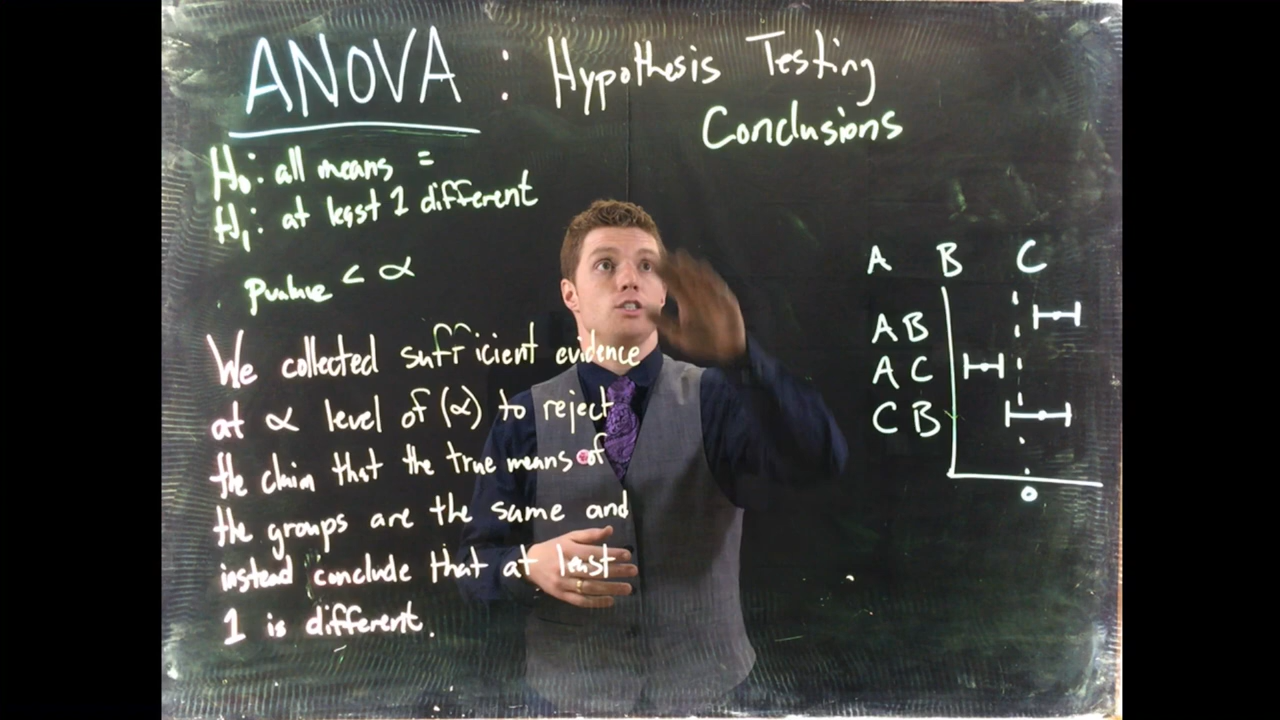 ANOVA : Hypothesis Testing
Conclusions
H₀: all means =
H₁: at least 1 different
pvalue < α
We collected sufficient evidence
at α level of (α) to reject
the claim that the true means of
the groups are the same and
instead conclude that at least
1 is different.
A B C
A B
A C
C B
0